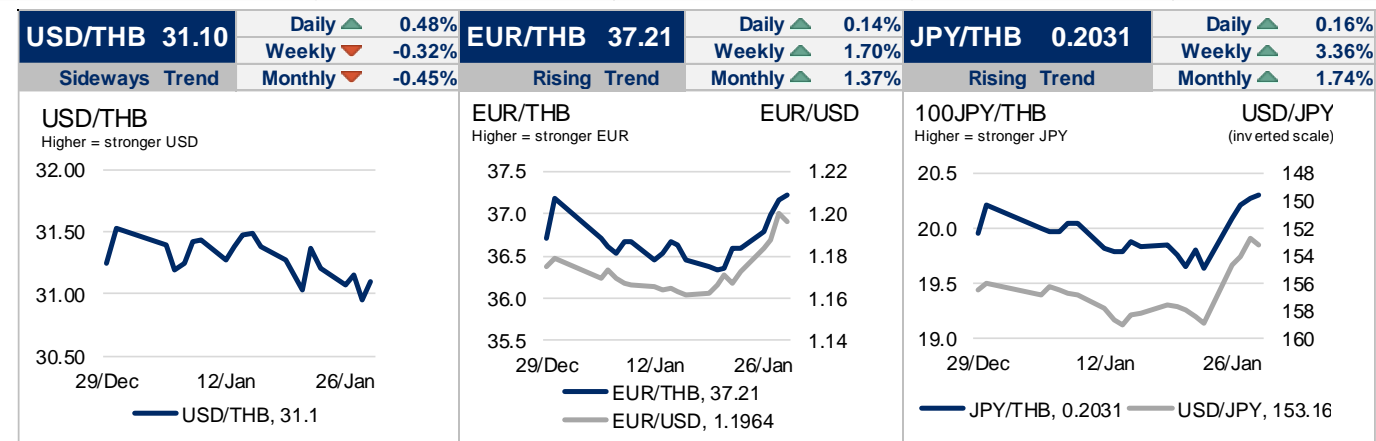 USD/THB 31.10
Daily 0.48%
Weekly -0.32%
Sideways Trend
Monthly -0.45%
USD/THB
Higher = stronger USD
32.00
31.50
31.00
30.50
29/Dec 12/Jan 26/Jan
USD/THB, 31.1
EUR/THB 37.21
Daily 0.14%
Weekly 1.70%
Rising Trend
Monthly 1.37%
EUR/THB EUR/USD
Higher = stronger EUR
37.5 1.22
37.0 1.20
36.5 1.18
36.0 1.16
35.5 1.14
29/Dec 12/Jan 26/Jan
EUR/THB, 37.21
EUR/USD, 1.1964
JPY/THB 0.2031
Daily 0.16%
Weekly 3.36%
Rising Trend
Monthly 1.74%
100JPY/THB USD/JPY
Higher = stronger JPY (inverted scale)
20.5 148
150
20.0 152
154
19.5 156
158
19.0 160
29/Dec 12/Jan 26/Jan
JPY/THB, 0.2031 USD/JPY, 153.16